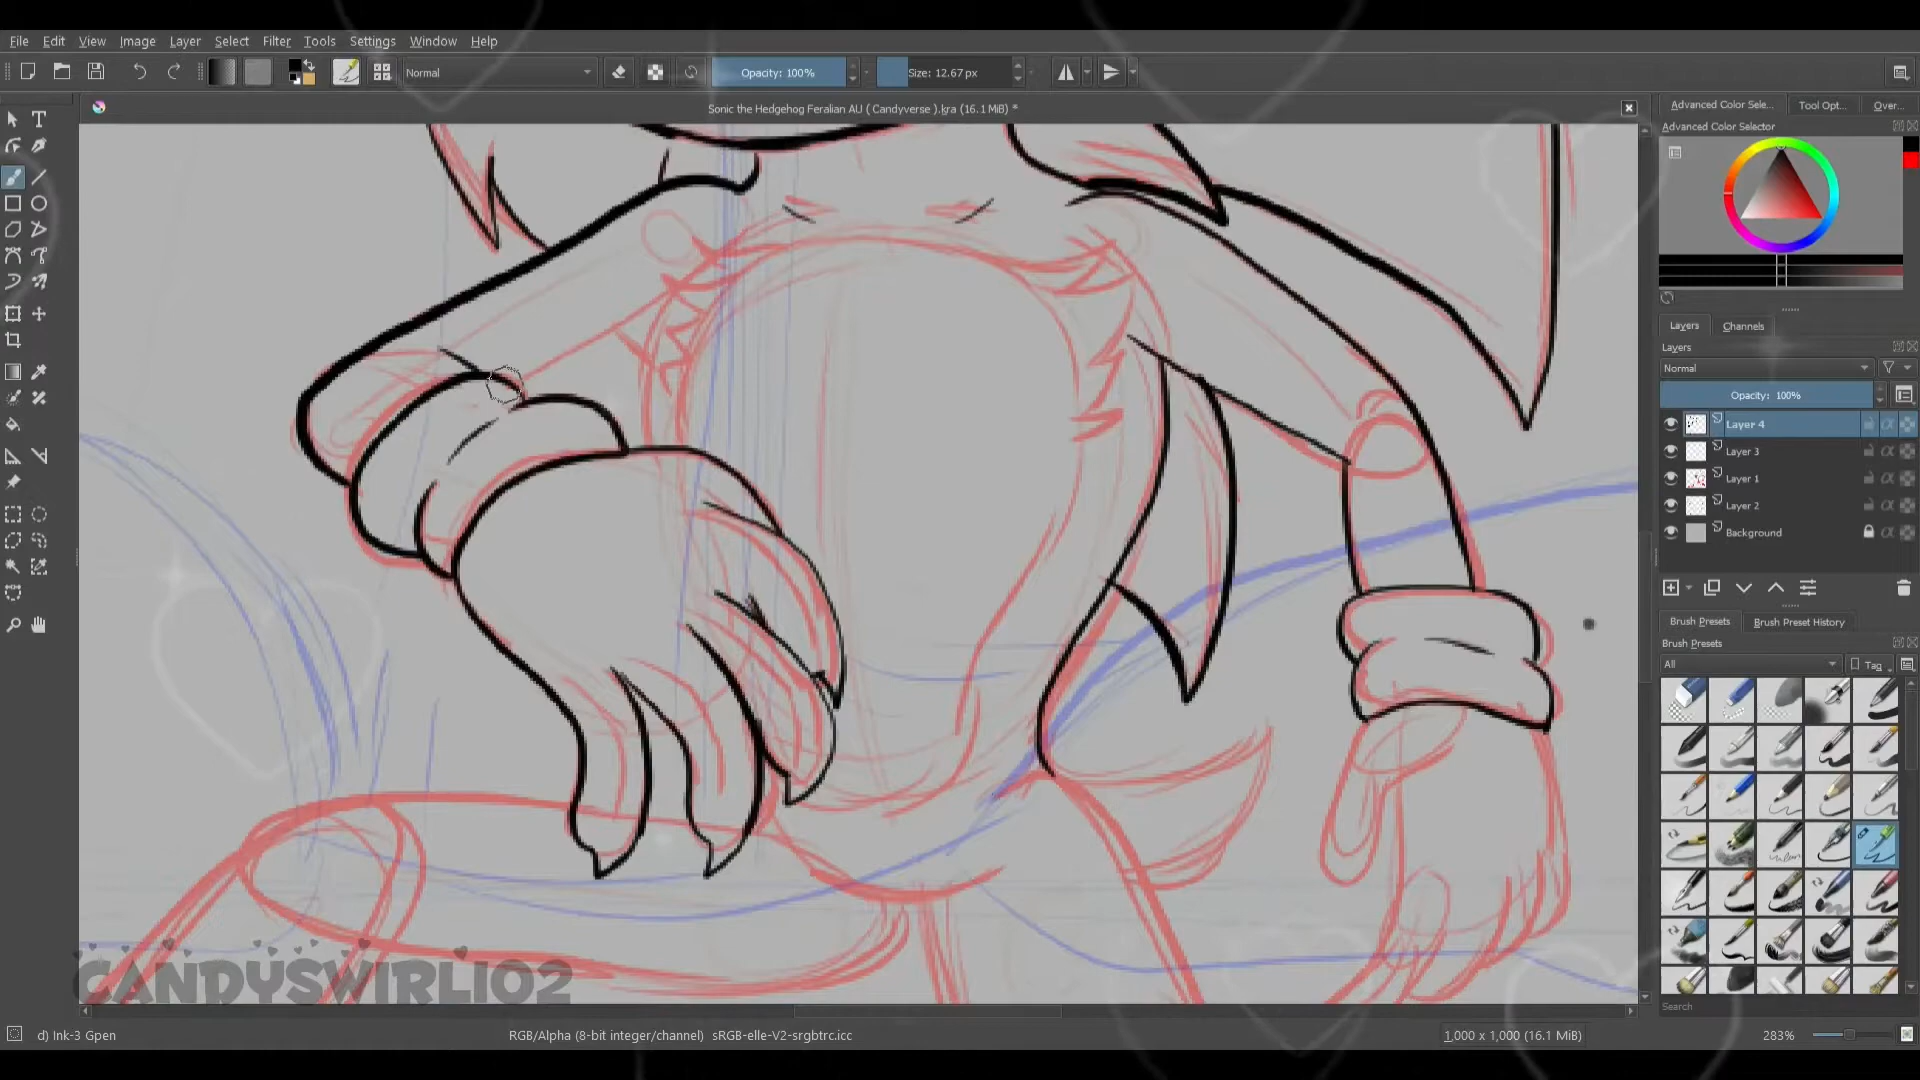 File Edit View Image Layer Select Filter Tools Settings Window Help
Normal Opacity: 100% Size: 12.67 px
Sonic the Hedgehog Feralian AU ( Candyverse ).kra (16.1 MiB) *
Advanced Color Sele... Tool Opt... Over...
Advanced Color Selector
Layers Channels
Layers
Normal
Opacity: 100%
Layer 4
Layer 3
Layer 1
Layer 2
Background
Brush Presets Brush Preset History
Brush Presets
All Tag
Search
CANDYSWIRL102
d) Ink-3 Gpen RGB/Alpha (8-bit integer/channel) sRGB-elle-V2-srgbtrc.icc 1,000 x 1,000 (16.1 MiB) 283%